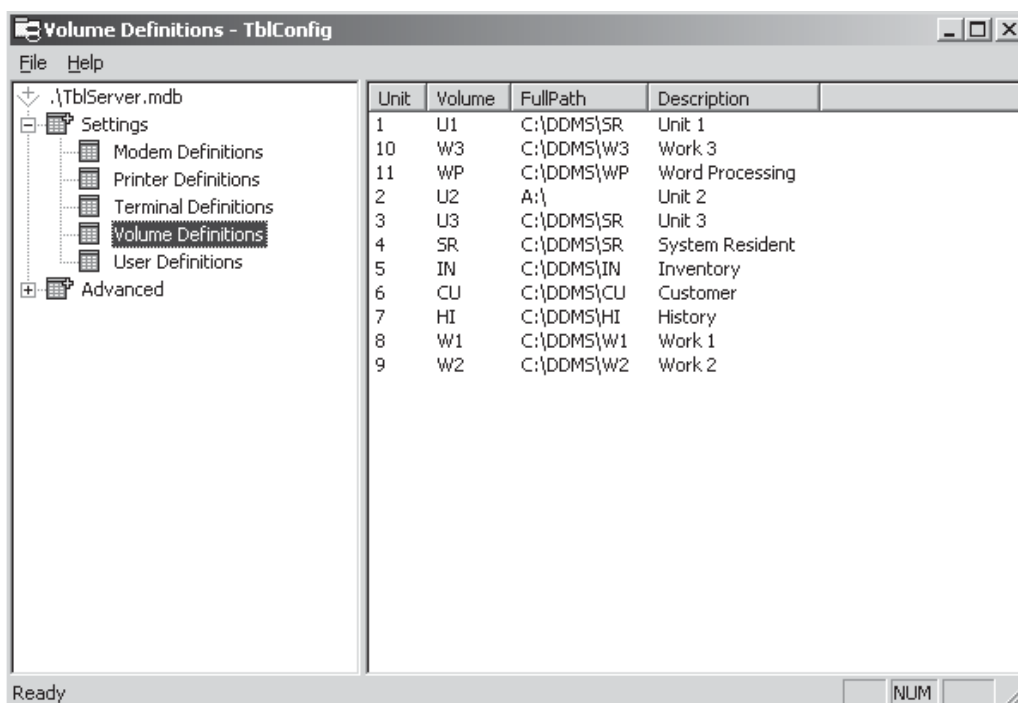 Volume Definitions - TblConfig
File Help
.\TblServer.mdb
Settings
Modem Definitions
Printer Definitions
Terminal Definitions
Volume Definitions
User Definitions
Advanced
Unit Volume FullPath Description
1 U1 C:\DDMS\SR Unit 1
10 W3 C:\DDMS\W3 Work 3
11 WP C:\DDMS\WP Word Processing
2 U2 A:\ Unit 2
3 U3 C:\DDMS\SR Unit 3
4 SR C:\DDMS\SR System Resident
5 IN C:\DDMS\IN Inventory
6 CU C:\DDMS\CU Customer
7 HI C:\DDMS\HI History
8 W1 C:\DDMS\W1 Work 1
9 W2 C:\DDMS\W2 Work 2
Ready NUM